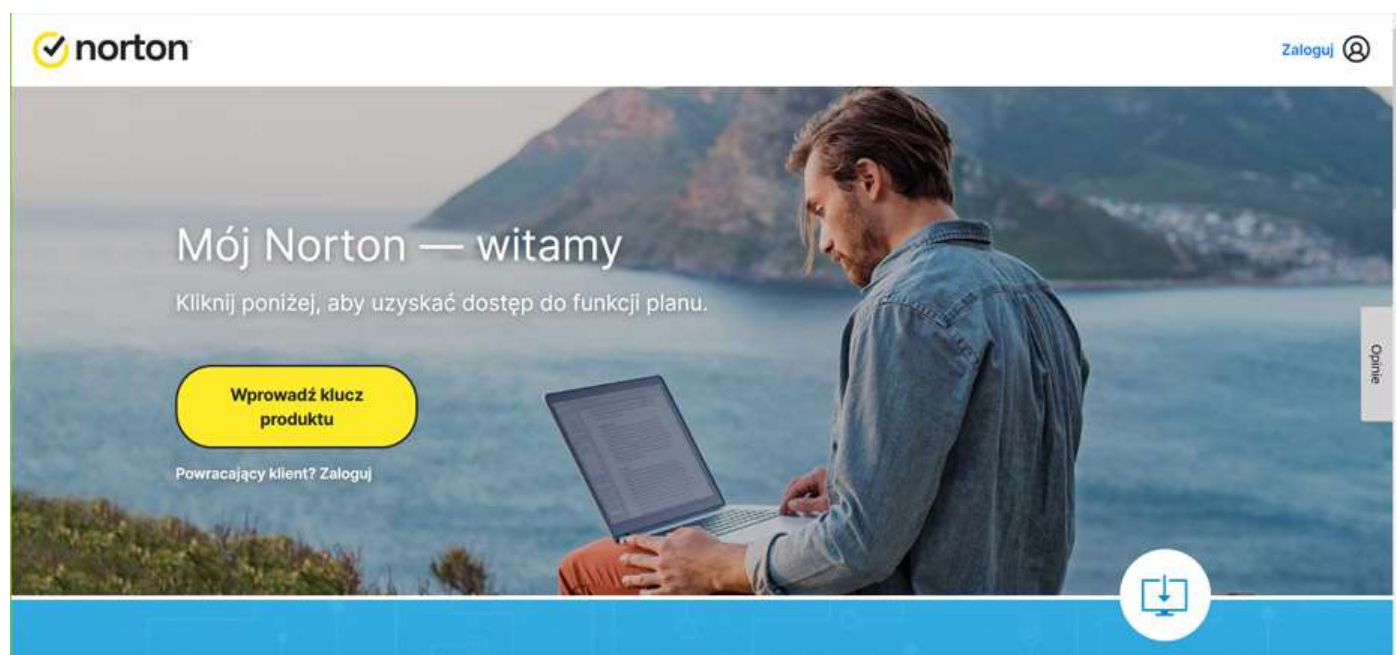 norton
Zaloguj
Mój Norton — witamy
Kliknij poniżej, aby uzyskać dostęp do funkcji planu.
Wprowadź klucz
produktu
Powracający klient? Zaloguj
Opinie